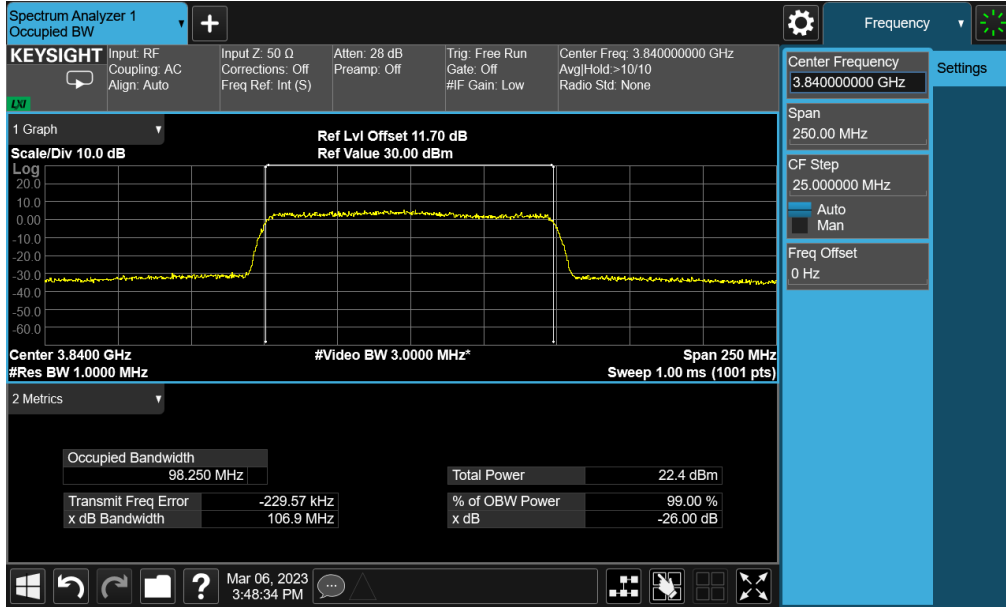 Spectrum Analyzer 1
Occupied BW
+
Frequency
KEYSIGHT
LXI
Input: RF
Coupling: AC
Align: Auto
Input Z: 50 Ω
Corrections: Off
Freq Ref: Int (S)
Atten: 28 dB
Preamp: Off
Trig: Free Run
Gate: Off
#IF Gain: Low
Center Freq: 3.840000000 GHz
Avg|Hold:>10/10
Radio Std: None
Center Frequency
3.840000000 GHz
Settings
Span
250.00 MHz
CF Step
25.000000 MHz
Auto
Man
Freq Offset
0 Hz
1 Graph
Scale/Div 10.0 dB
Ref Lvl Offset 11.70 dB
Ref Value 30.00 dBm
Log
20.0
10.0
0.00
-10.0
-20.0
-30.0
-40.0
-50.0
-60.0
Center 3.8400 GHz
#Res BW 1.0000 MHz
#Video BW 3.0000 MHz*
Span 250 MHz
Sweep 1.00 ms (1001 pts)
2 Metrics
Occupied Bandwidth
98.250 MHz
Transmit Freq Error -229.57 kHz
x dB Bandwidth 106.9 MHz
Total Power 22.4 dBm
% of OBW Power 99.00 %
x dB -26.00 dB
?
Mar 06, 2023
3:48:34 PM